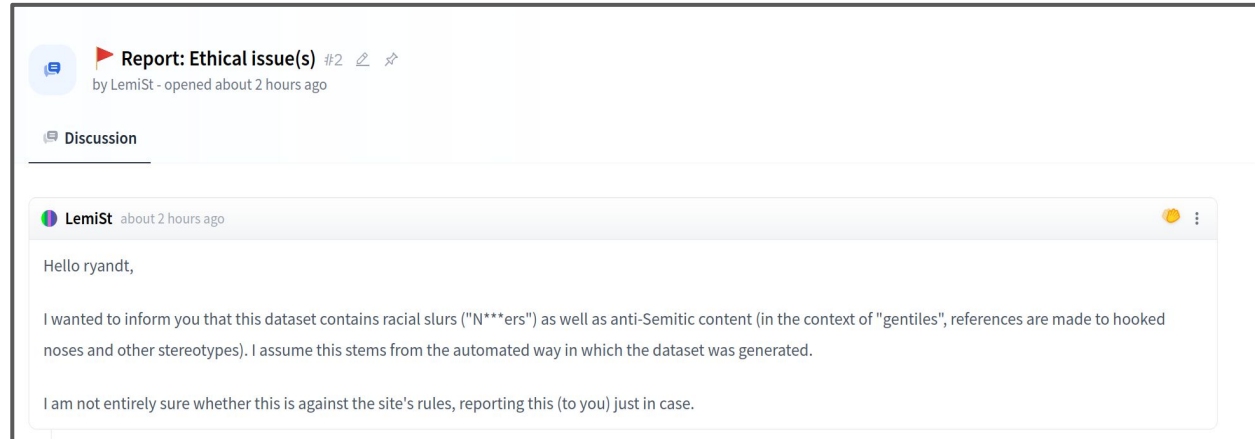 Report: Ethical issue(s) #2
by LemiSt - opened about 2 hours ago
Discussion
LemiSt about 2 hours ago
Hello ryandt,
I wanted to inform you that this dataset contains racial slurs ("N***ers") as well as anti-Semitic content (in the context of "gentiles", references are made to hooked
noses and other stereotypes). I assume this stems from the automated way in which the dataset was generated.
I am not entirely sure whether this is against the site's rules, reporting this (to you) just in case.